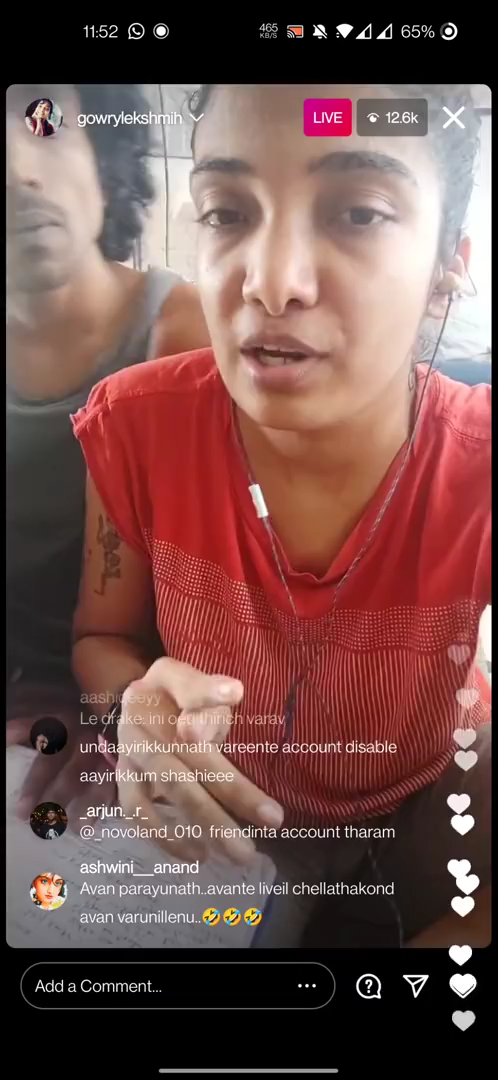 11:52
465
KB/S
65%
gowrylekshmih
LIVE
12.6k
aashiqeeyy
Le drake: ini oru thirich varav
undaayirikkunnath vareente account disable
aayirikkum shashieee
_arjun._.r_
@_novoland_010 friendinta account tharam
ashwini__anand
Avan parayunath..avante liveil chellathakond
avan varunillenu..🤣🤣🤣
Add a Comment...